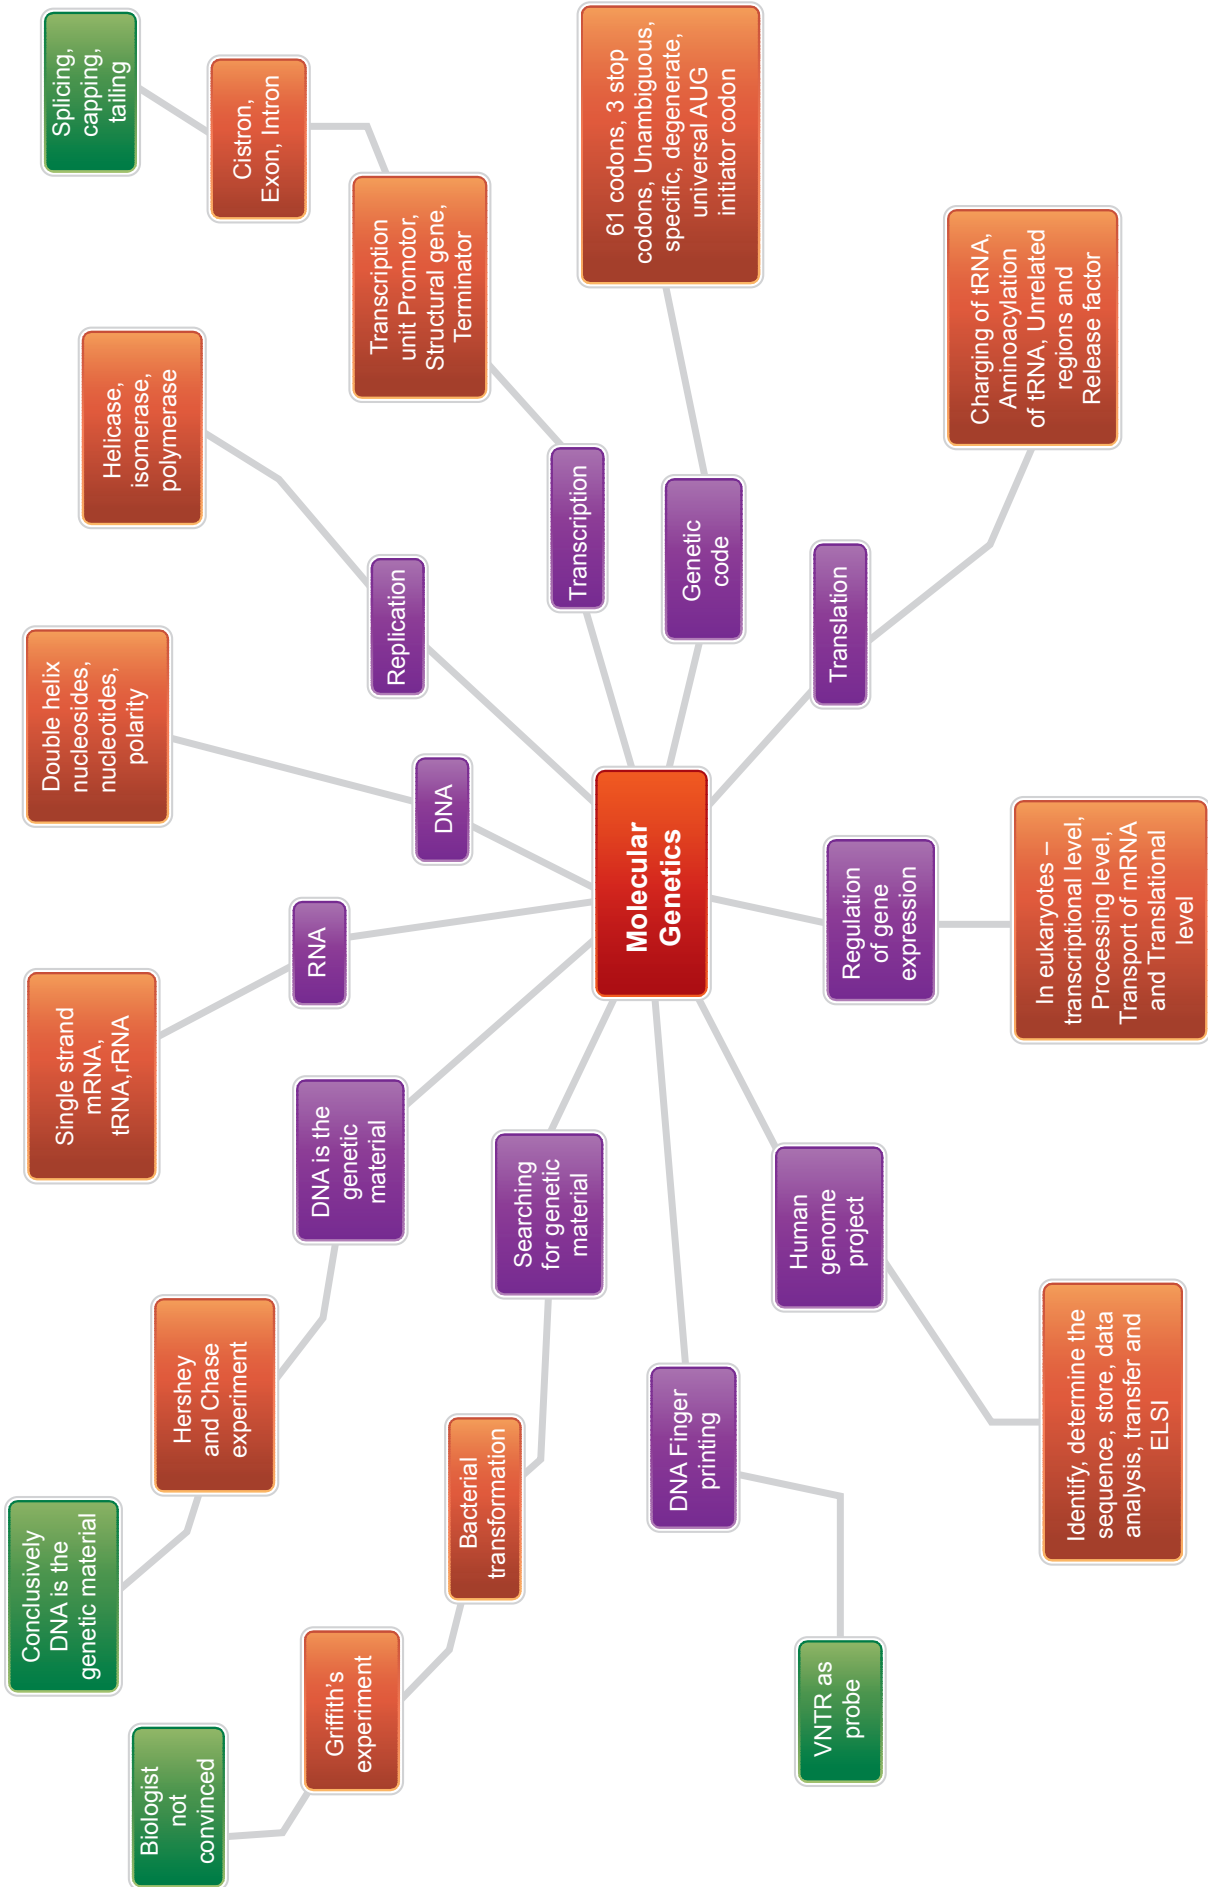 Molecular
Genetics
Searching
for genetic
material
Bacterial
transformation
Griffith's
experiment
Biologist
not
convinced
DNA is the
genetic
material
Hershey
and Chase
experiment
Conclusively
DNA is the
genetic material
RNA
Single strand
mRNA,
tRNA,rRNA
DNA
Double helix
nucleosides,
nucleotides,
polarity
Replication
Helicase,
isomerase,
polymerase
Transcription
Transcription
unit Promotor,
Structural gene,
Terminator
Cistron,
Exon, Intron
Splicing,
capping,
tailing
Genetic
code
61 codons, 3 stop
codons, Unambiguous,
specific, degenerate,
universal AUG
initiator codon
Translation
Charging of tRNA,
Aminoacylation
of tRNA, Unrelated
regions and
Release factor
Regulation
of gene
expression
In eukaryotes –
transcriptional level,
Processing level,
Transport of mRNA
and Translational
level
Human
genome
project
Identify, determine the
sequence, store, data
analysis, transfer and
ELSI
DNA Finger
printing
VNTR as
probe